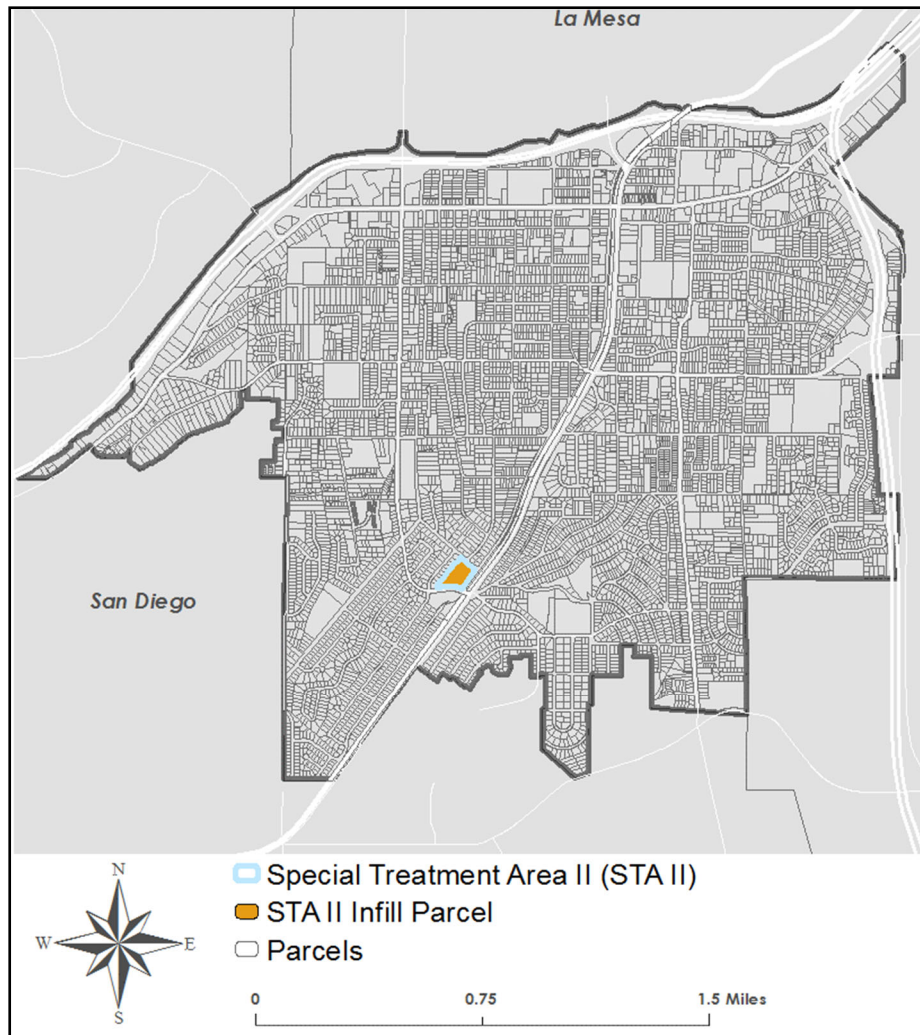 La Mesa
San Diego
N
W E
S
Special Treatment Area II (STA II)
STA II Infill Parcel
Parcels
0 0.75 1.5 Miles